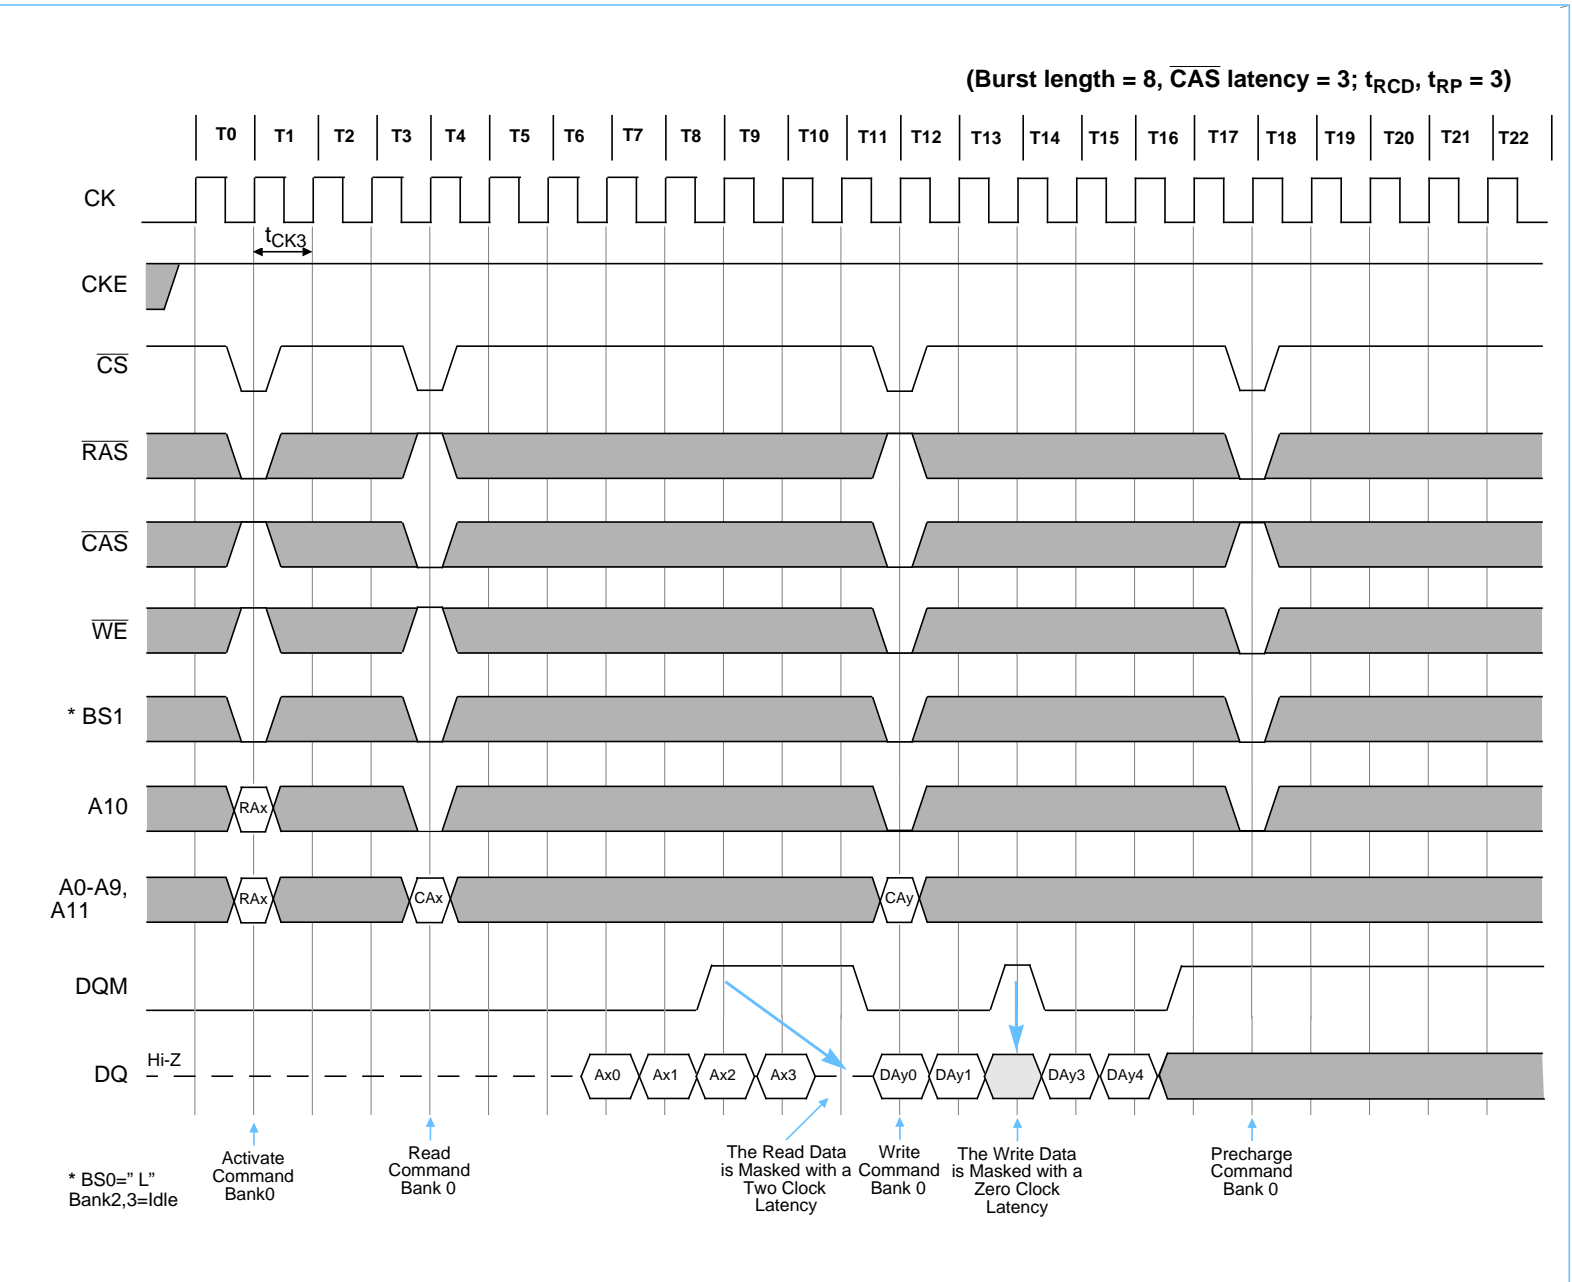 (Burst length = 8, CAS latency = 3; tRCD, tRP = 3)
T0 T1 T2 T3 T4 T5 T6 T7 T8 T9 T10 T11 T12 T13 T14 T15 T16 T17 T18 T19 T20 T21 T22
CK
tCK3
CKE
CS
RAS
CAS
WE
* BS1
A10 RAx
A0-A9,
A11
RAx CAx CAy
DQM
Hi-Z
DQ Ax0 Ax1 Ax2 Ax3 DAy0 DAy1 DAy3 DAy4
Activate
Command
Bank0
Read
Command
Bank 0
The Read Data
is Masked with a
Two Clock
Latency
Write
Command
Bank 0
The Write Data
is Masked with a
Zero Clock
Latency
Precharge
Command
Bank 0
* BS0=” L”
Bank2,3=Idle